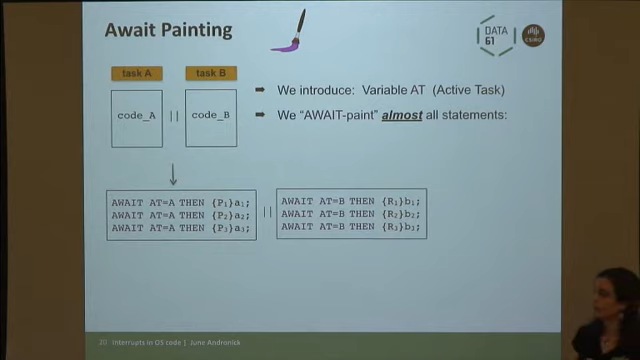 Await Painting
DATA
61
CSIRO
task A
task B
code_A
||
code_B
➡ We introduce: Variable AT (Active Task)
➡ We "AWAIT-paint" almost all statements:
AWAIT AT=A THEN {P₁}a₁;
AWAIT AT=A THEN {P₂}a₂;
AWAIT AT=A THEN {P₃}a₃;
||
AWAIT AT=B THEN {R₁}b₁;
AWAIT AT=B THEN {R₂}b₂;
AWAIT AT=B THEN {R₃}b₃;
20 Interrupts in OS code | June Andronick